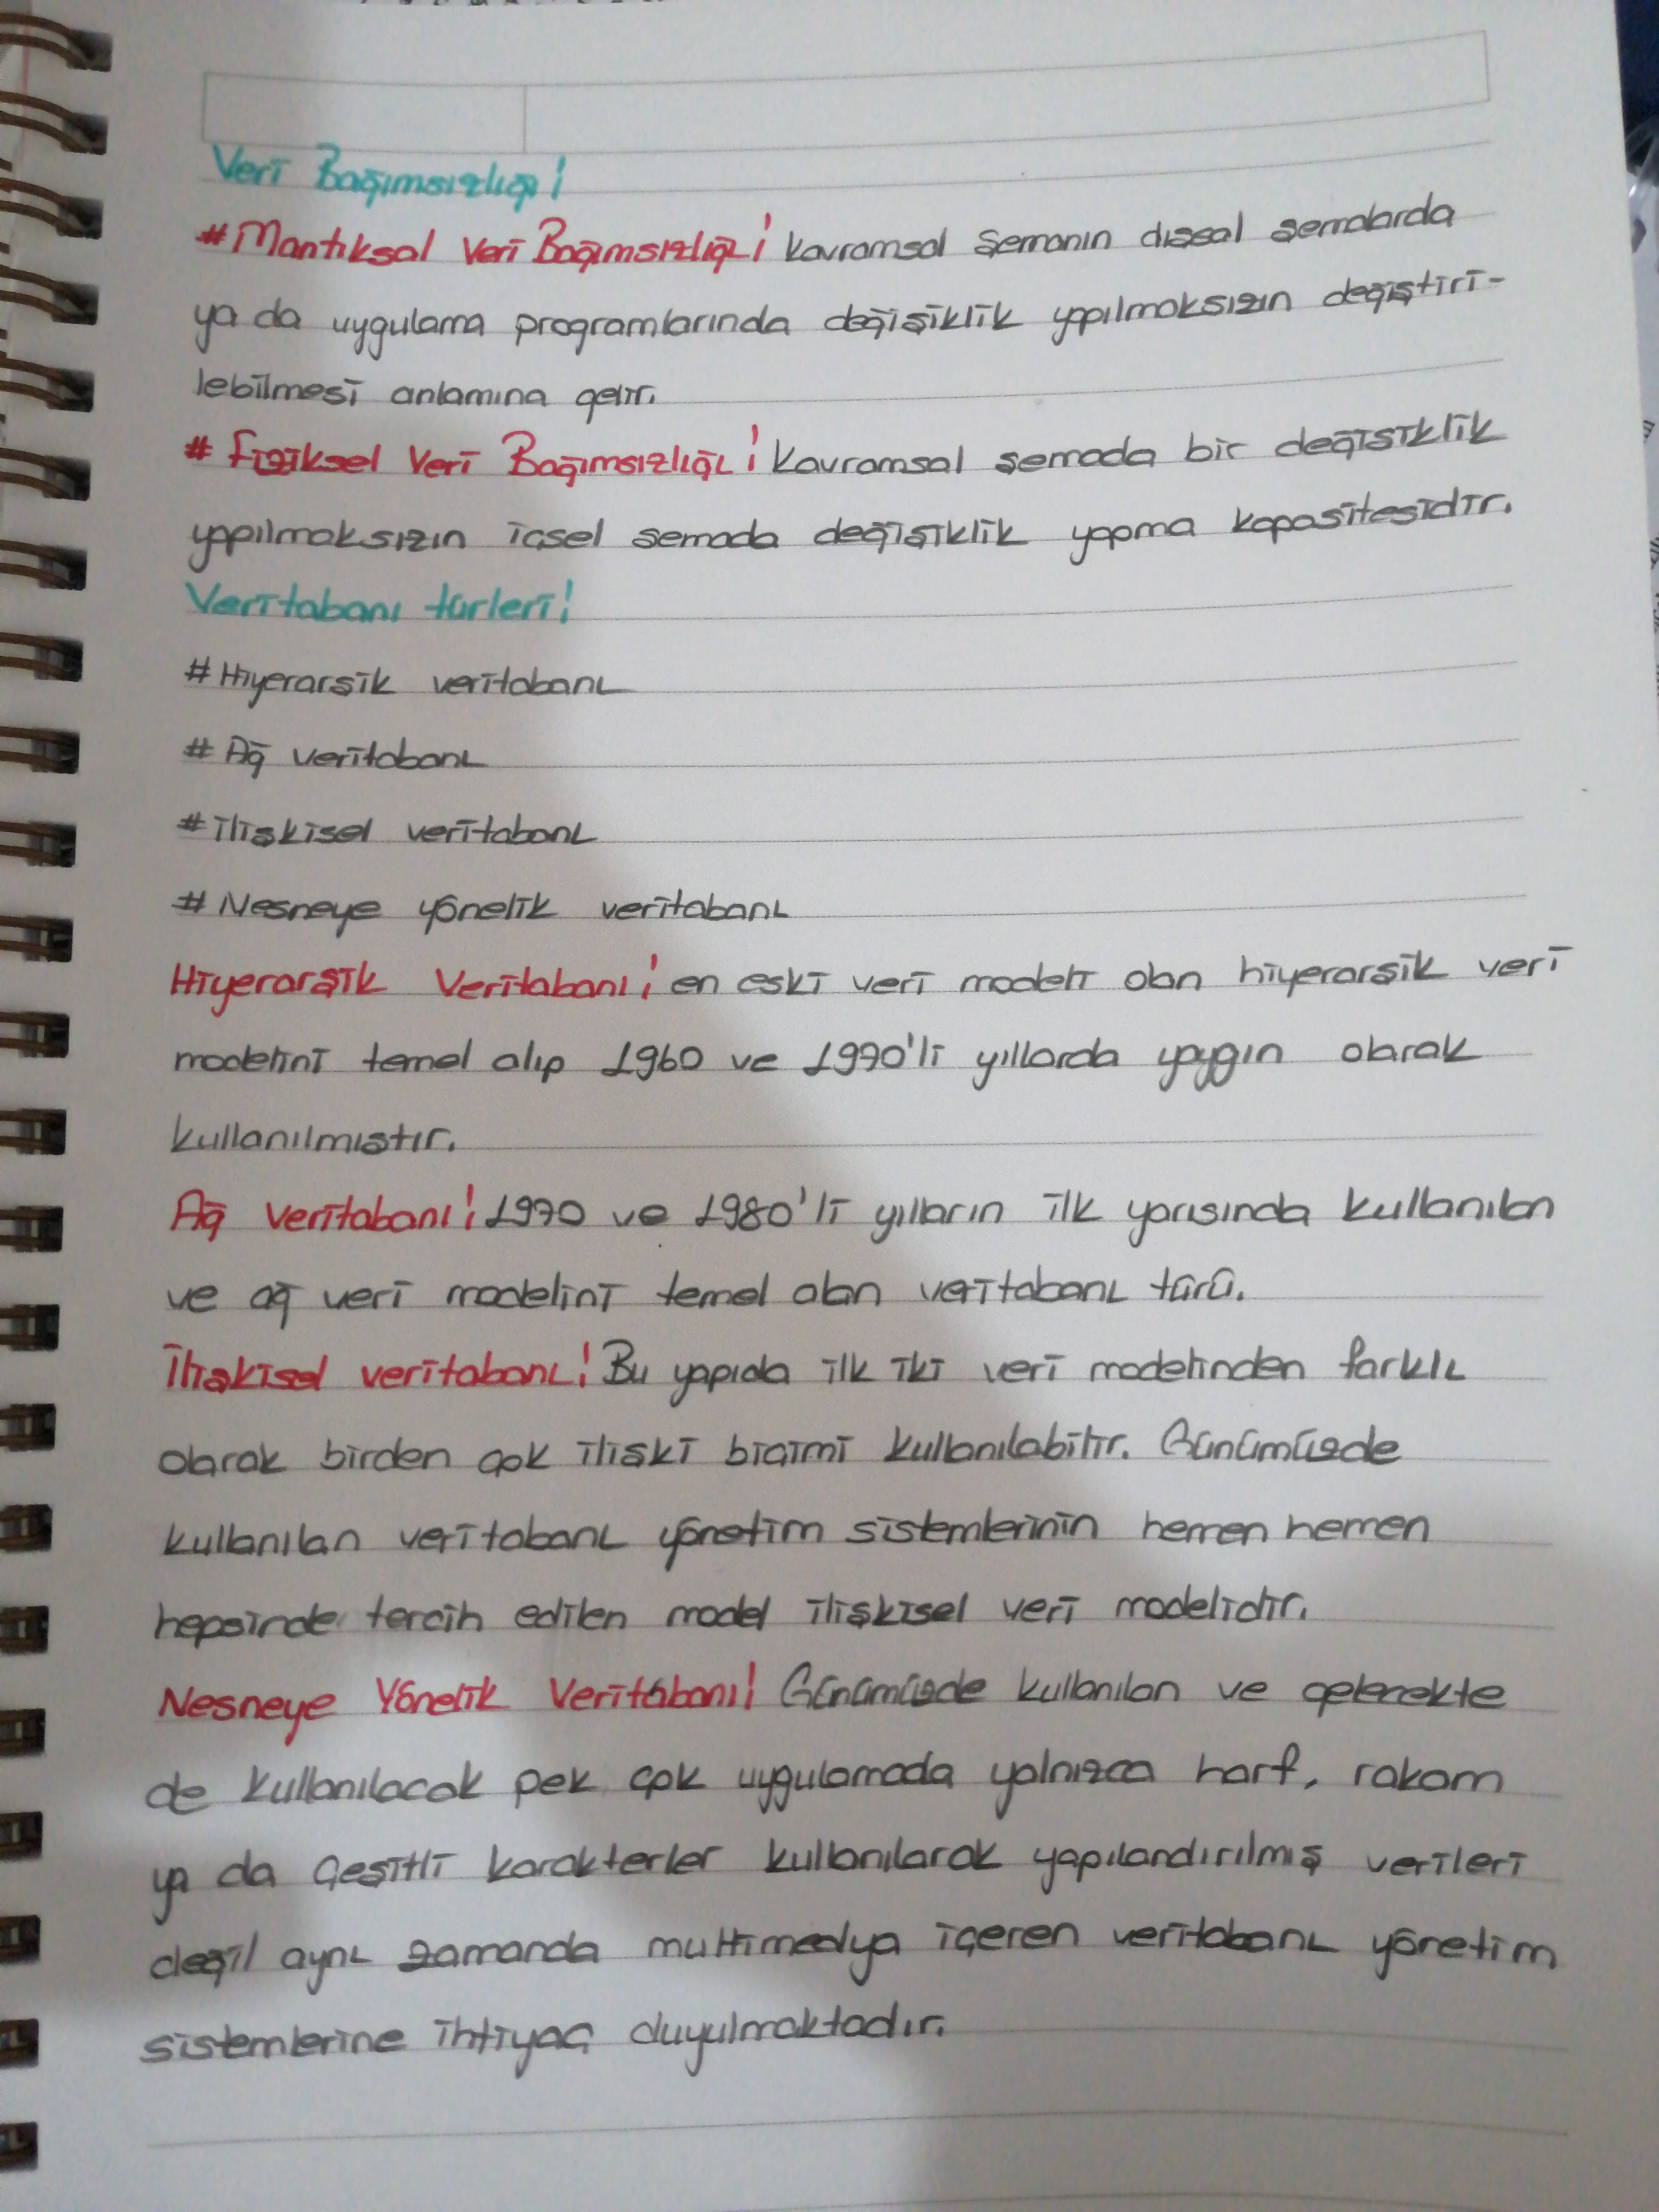 Veri Bağımsızlığı!
#Mantıksal Veri Bağımsızlığı! kavramsal şemanın dışsal şemalarda
ya da uygulama programlarında değişiklik yapılmaksızın değiştiri-
lebilmesi anlamına gelir.
# Fiziksel Veri Bağımsızlığı! kavramsal şemada bir değişiklik
yapılmaksızın içsel şemada değişiklik yapma kapasitesidir.
Veritabanı türleri!
#Hiyerarşik veritabanı
# Ağ veritabanı
#ilişkisel veritabanı
# Nesneye yönelik veritabanı
Hiyerarşik Veritabanı! en eski veri modeli olan hiyerarşik veri
modelini temel alıp 1960 ve 1970'li yıllarda yaygın olarak
kullanılmıştır.
Ağ veritabanı! 1970 ve 1980'li yılların ilk yarısında kullanılan
ve ağ veri modelini temel alan veritabanı türü.
İlişkisel veritabanı! Bu yapıda ilk iki veri modelinden farklı
olarak birden çok ilişki biçimi kullanılabilir. Günümüzde
kullanılan veritabanı yönetim sistemlerinin hemen hemen
hepsinde tercih edilen model ilişkisel veri modelidir.
Nesneye Yönelik Veritabanı! Günümüzde kullanılan ve gelecekte
de kullanılacak pek çok uygulamada yalnızca harf, rakam
ya da çeşitli karakterler kullanılarak yapılandırılmış verileri
değil aynı zamanda multimedya içeren veritabanı yönetim
sistemlerine ihtiyaç duyulmaktadır.